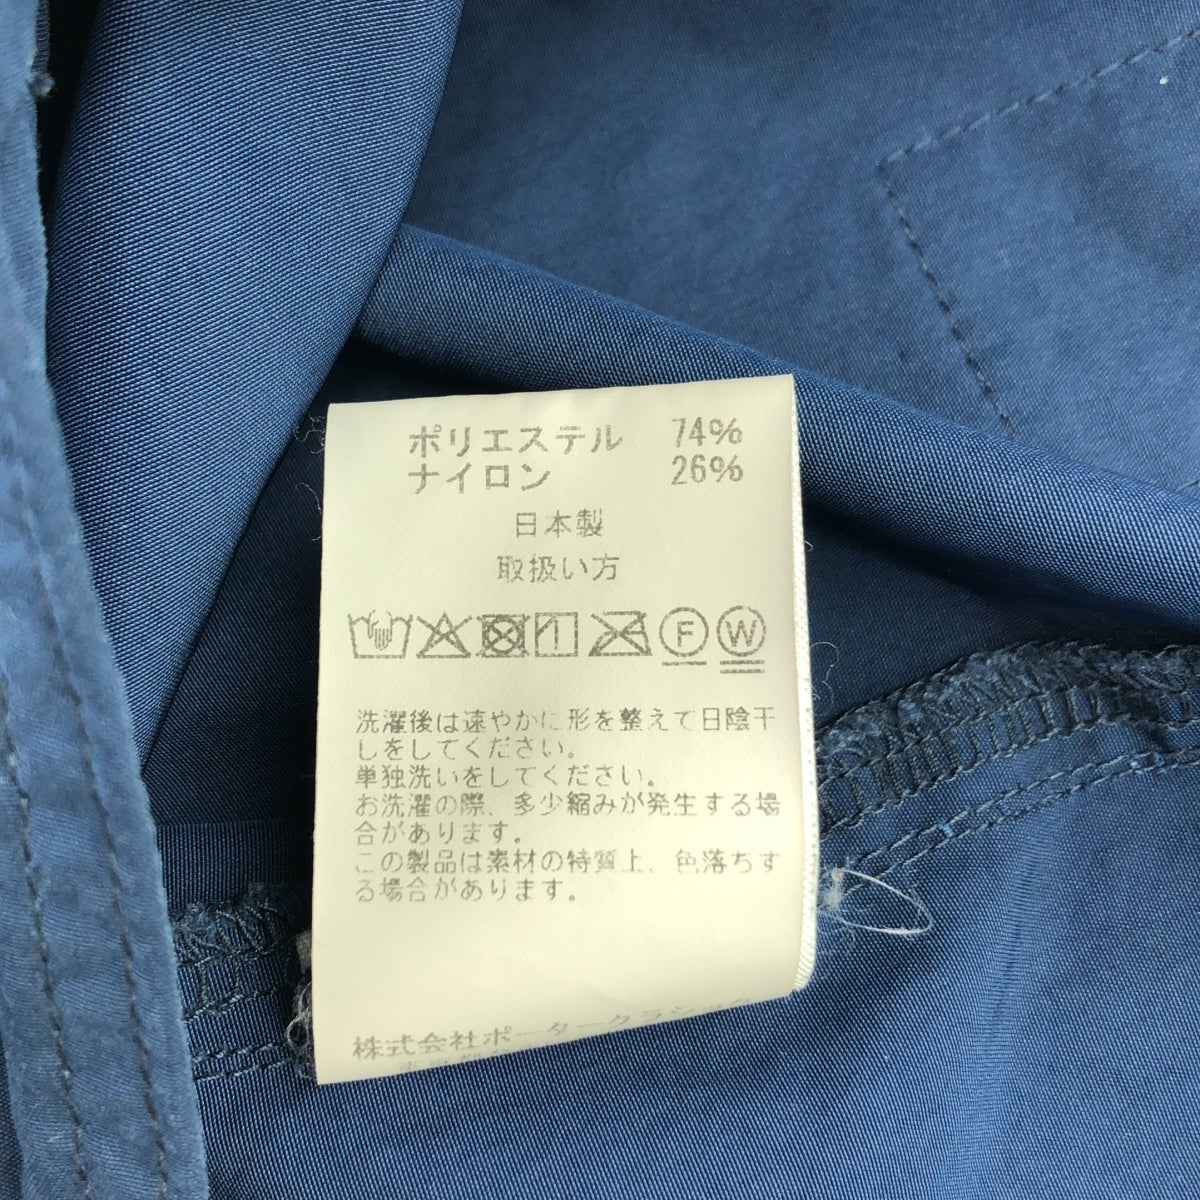 ポリエステル 74%
ナイロン 26%
日本製
取扱い方
F W
洗濯後は速やかに形を整えて日陰干
しをしてください。
単独洗いをしてください。
お洗濯の際、多少縮みが発生する場
合があります。
この製品は素材の特質上、色落ちす
る場合があります。
株式会社ポータークラシック